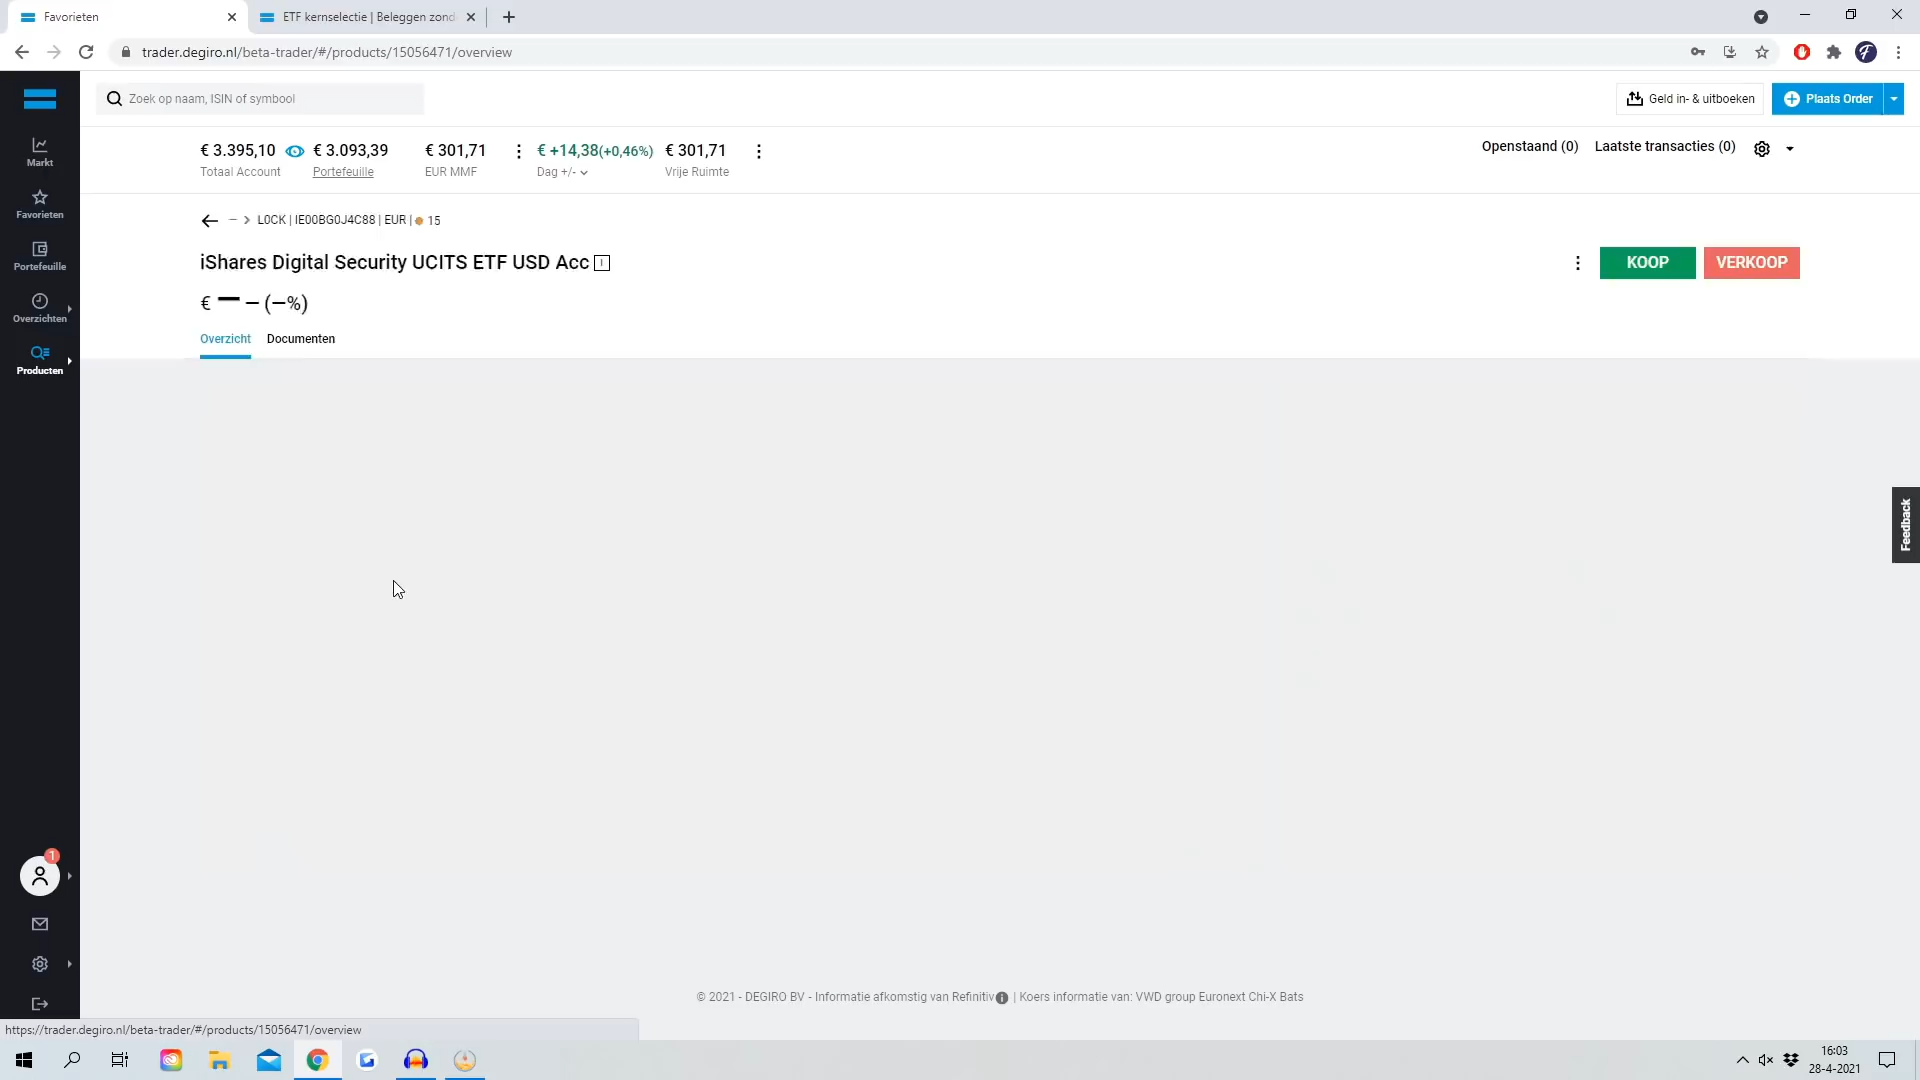 Favorieten
ETF kernselectie | Beleggen zond
trader.degiro.nl/beta-trader/#/products/15056471/overview
Zoek op naam, ISIN of symbool
Geld in- & uitboeken
Plaats Order
Markt
Favorieten
Portefeuille
Overzichten
Producten
€ 3.395,10
€ 3.093,39
€ 301,71
€ +14,38(+0,46%)
€ 301,71
Totaal Account
Portefeuille
EUR MMF
Dag +/-
Vrije Ruimte
Openstaand (0)
Laatste transacties (0)
— > L0CK | IE00BG0J4C88 | EUR | 15
iShares Digital Security UCITS ETF USD Acc
KOOP
VERKOOP
€ — — (—%)
Overzicht
Documenten
Feedback
1
© 2021 - DEGIRO BV - Informatie afkomstig van Refinitiv | Koers informatie van: VWD group Euronext Chi-X Bats
https://trader.degiro.nl/beta-trader/#/products/15056471/overview
16:03
28-4-2021